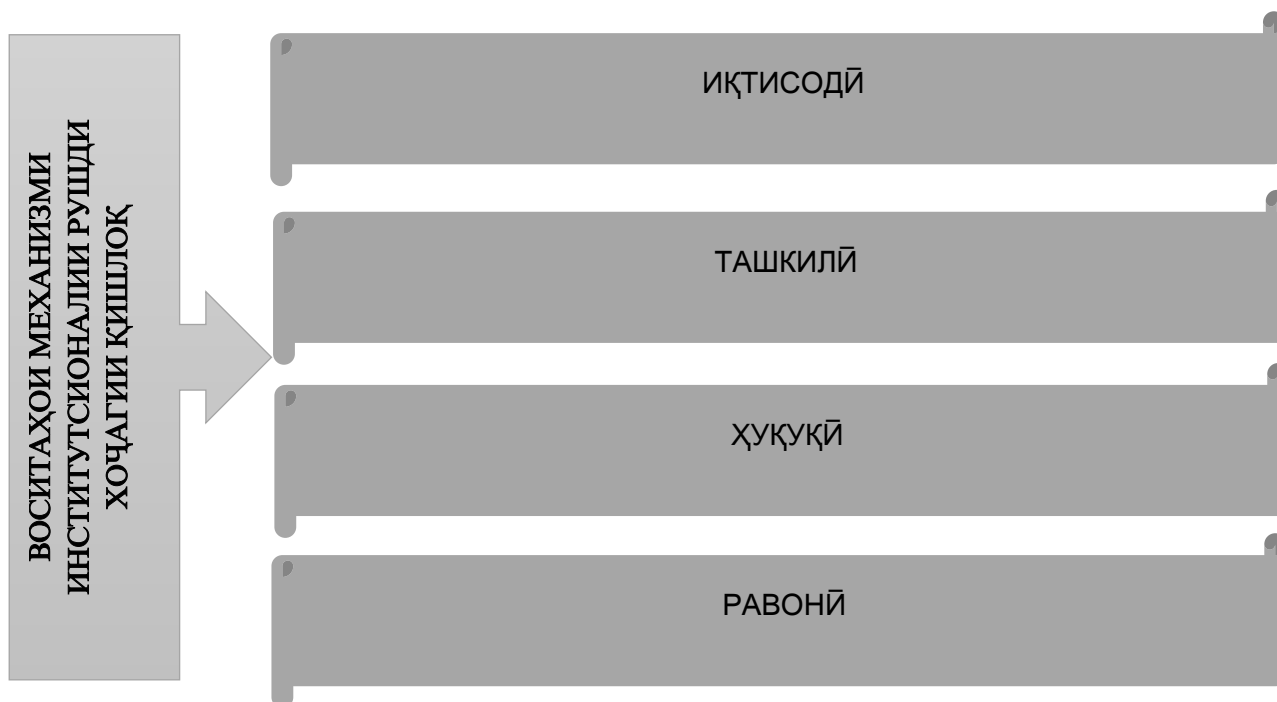 ВОСИТАҲОИ МЕХАНИЗМИ
ИНСТИТУТСИОНАЛИИ РУШДИ
ХОҶАГИИ ҚИШЛОҚ
ИҚТИСОДӢ
ТАШКИЛӢ
ҲУҚУҚӢ
РАВОНӢ